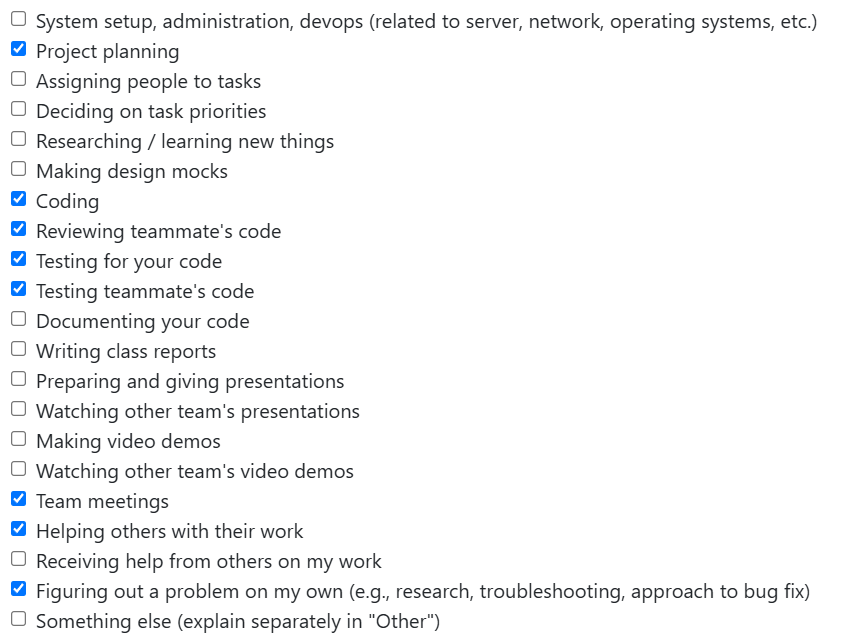 System setup, administration, devops (related to server, network, operating systems, etc.)
Project planning
Assigning people to tasks
Deciding on task priorities
Researching / learning new things
Making design mocks
Coding
Reviewing teammate's code
Testing for your code
Testing teammate's code
Documenting your code
Writing class reports
Preparing and giving presentations
Watching other team's presentations
Making video demos
Watching other team's video demos
Team meetings
Helping others with their work
Receiving help from others on my work
Figuring out a problem on my own (e.g., research, troubleshooting, approach to bug fix)
Something else (explain separately in "Other")